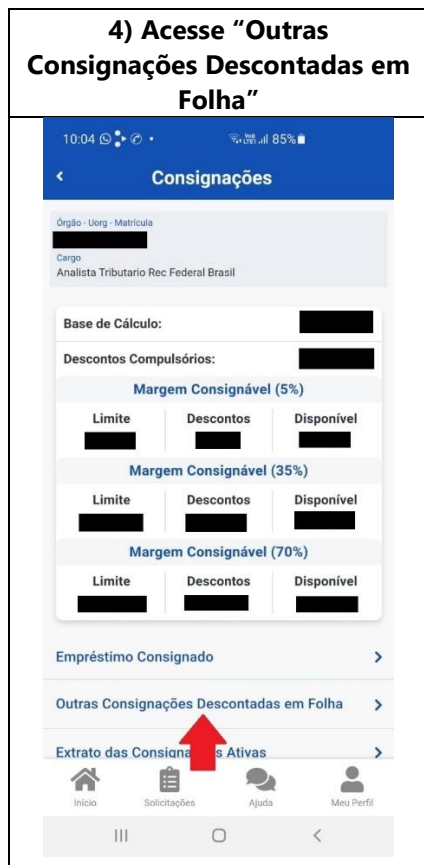 4) Acesse “Outras
Consignações Descontadas em
Folha”
10:04
85%
Consignações
Órgão - Uorg - Matrícula
Cargo
Analista Tributario Rec Federal Brasil
Base de Cálculo:
Descontos Compulsórios:
Margem Consignável (5%)
Limite Descontos Disponível
Margem Consignável (35%)
Limite Descontos Disponível
Margem Consignável (70%)
Limite Descontos Disponível
Empréstimo Consignado
Outras Consignações Descontadas em Folha
Extrato das Ativas
Início Solicitações Ajuda Meu Perfil